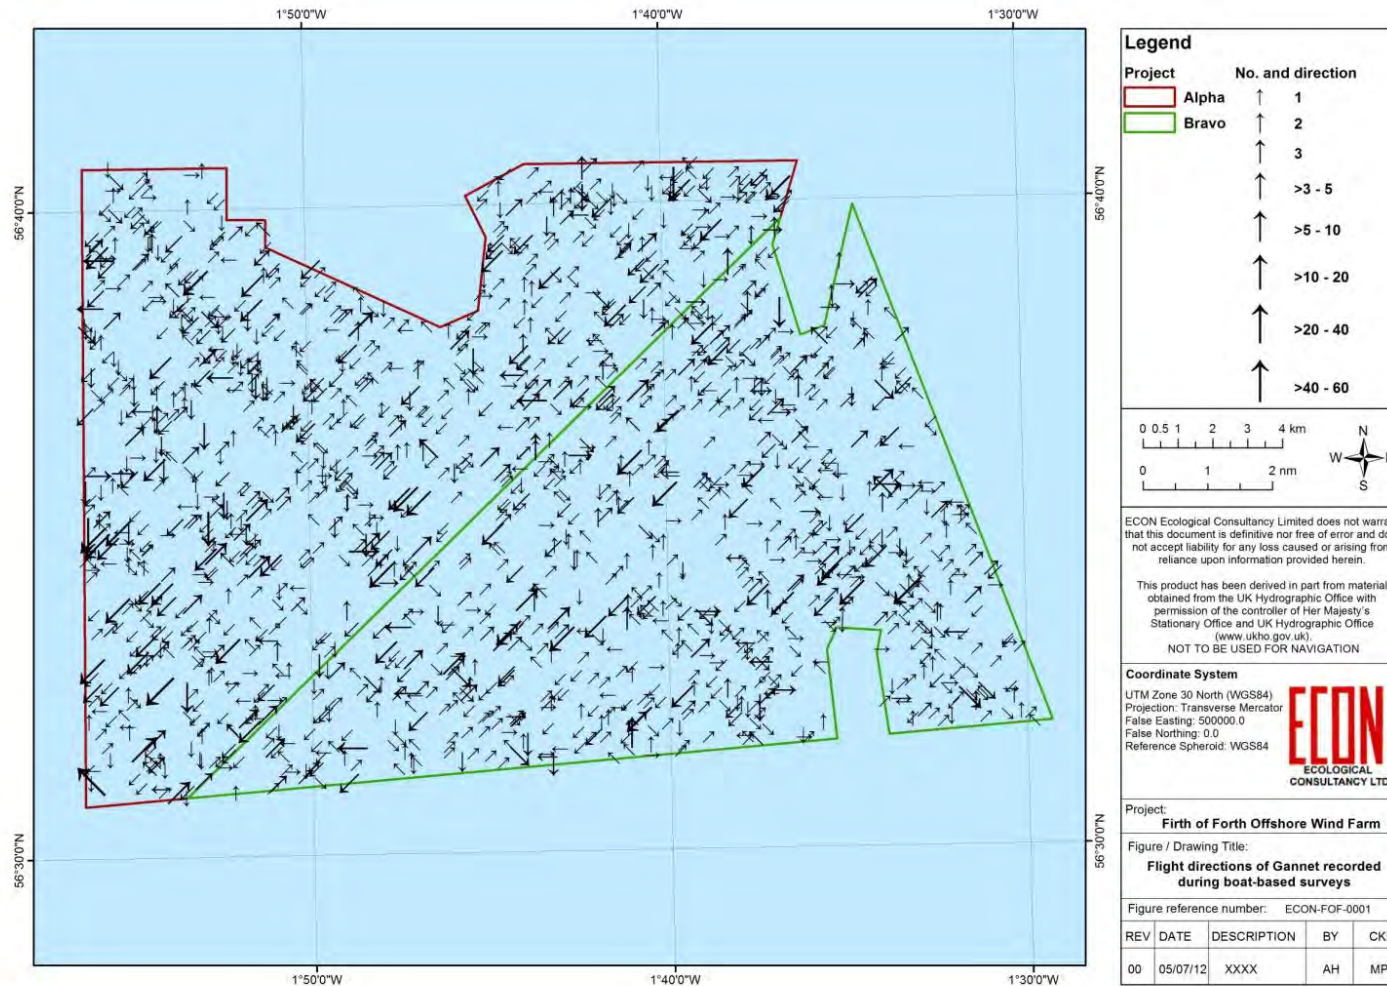 1°50'0"W 1°40'0"W 1°30'0"W
56°40'0"N 56°40'0"N
56°30'0"N 56°30'0"N
1°50'0"W 1°40'0"W 1°30'0"W
Legend
Project No. and direction
Alpha 1
Bravo 2
3
>3 - 5
>5 - 10
>10 - 20
>20 - 40
>40 - 60
0 0.5 1 2 3 4 km
0 1 2 nm
N
W
S
ECON Ecological Consultancy Limited does not warra
that this document is definitive nor free of error and do
not accept liability for any loss caused or arising from
reliance upon information provided herein.
This product has been derived in part from material
obtained from the UK Hydrographic Office with
permission of the controller of Her Majesty's
Stationary Office and UK Hydrographic Office
(www.ukho.gov.uk).
NOT TO BE USED FOR NAVIGATION
Coordinate System
UTM Zone 30 North (WGS84)
Projection: Transverse Mercator
False Easting: 500000.0
False Northing: 0.0
Reference Spheroid: WGS84
ECON
ECOLOGICAL
CONSULTANCY LTD
Project:
Firth of Forth Offshore Wind Farm
Figure / Drawing Title:
Flight directions of Gannet recorded
during boat-based surveys
Figure reference number: ECON-FOF-0001
REV DATE DESCRIPTION BY CK
00 05/07/12 XXXX AH MP